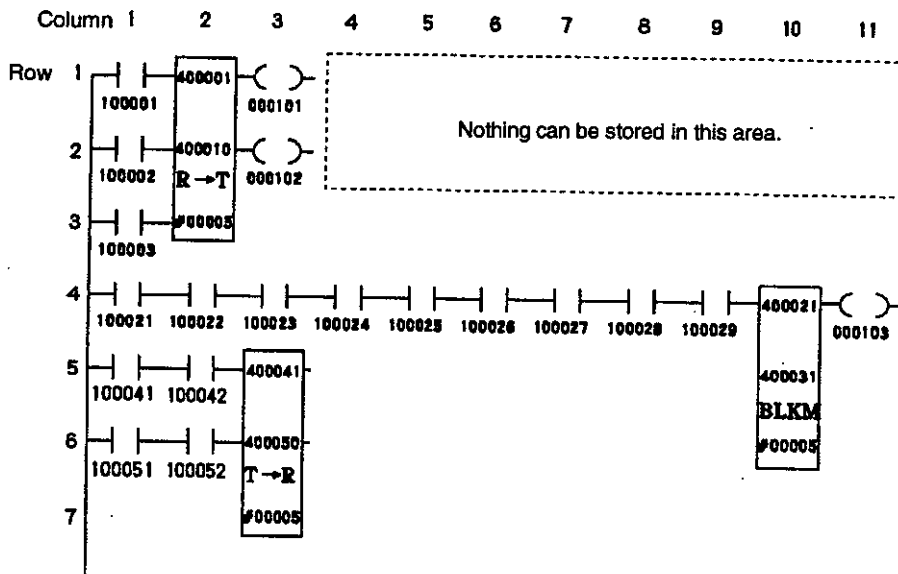 Column 1 2 3 4 5 6 7 8 9 10 11
Row 1 400001
100001 000101
Nothing can be stored in this area.
2 400010
100002 R→T 000102
3 #00005
100003
4 400021
100021 100022 100023 100024 100025 100026 100027 100028 100029 000103
5 400041 400031
100041 100042 BLKM
6 400050 #00005
100051 100052 T→R
7 #00005